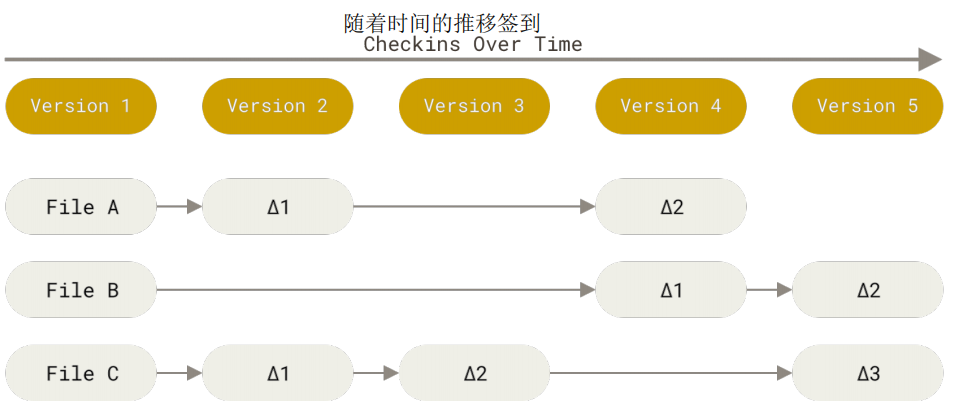 随着时间的推移签到
Checkins Over Time
Version 1 Version 2 Version 3 Version 4 Version 5
File A Δ1 Δ2
File B Δ1 Δ2
File C Δ1 Δ2 Δ3